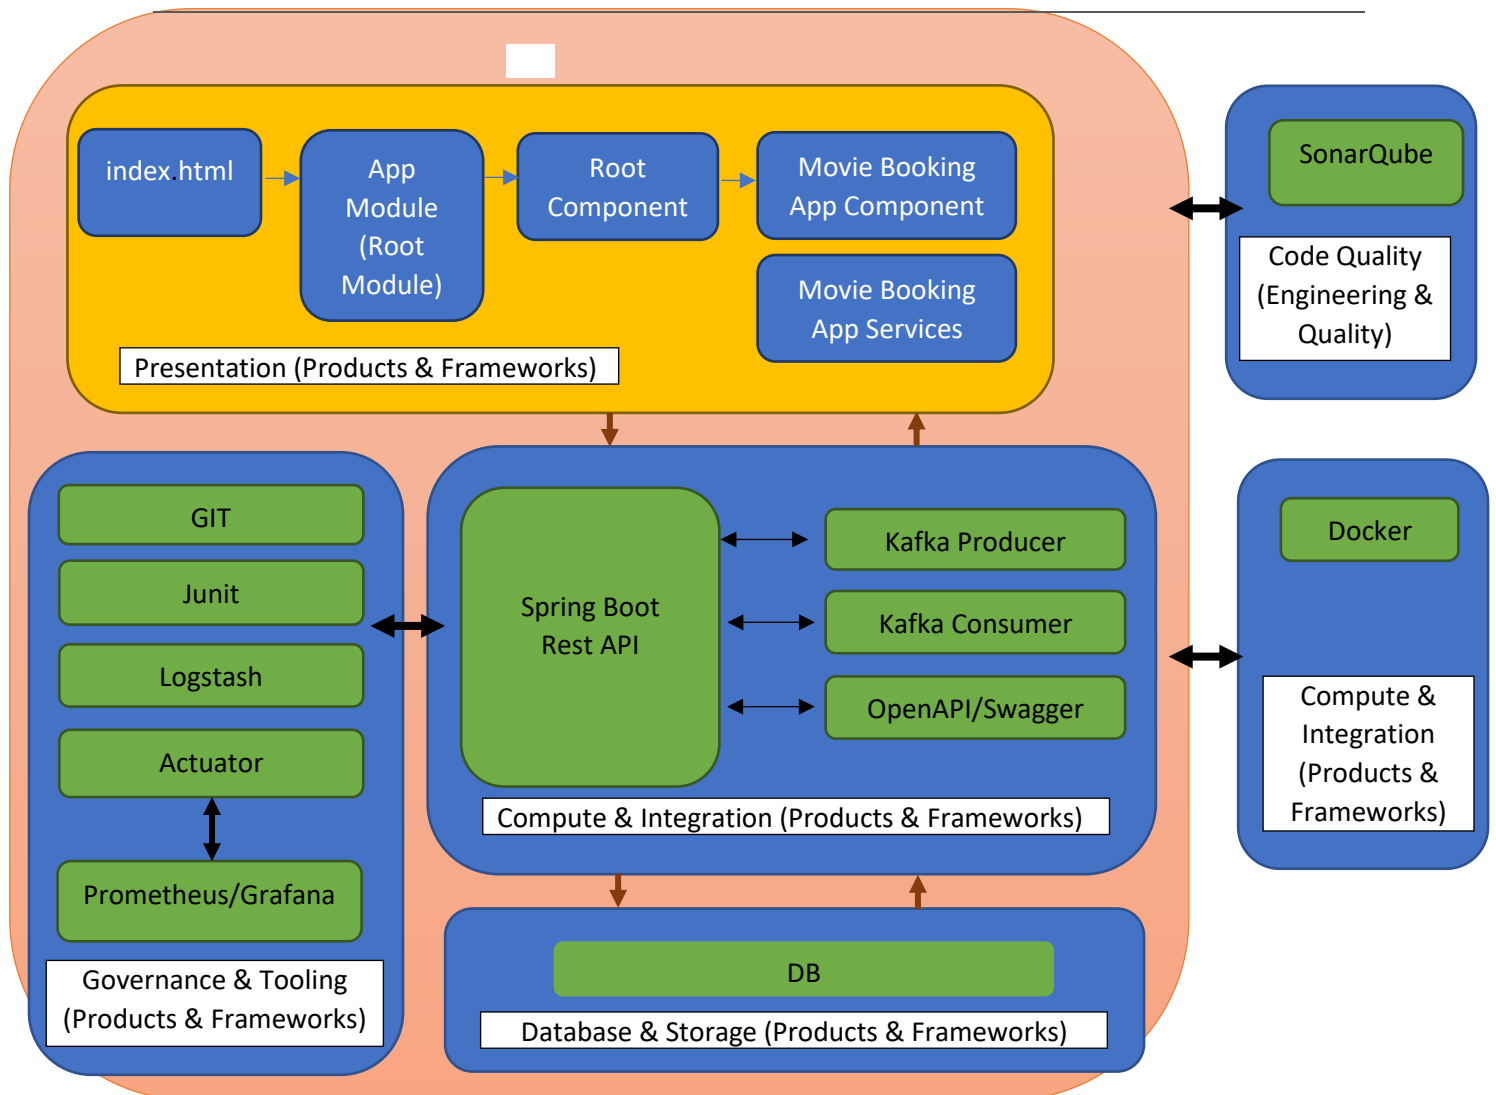 index.html
App
Module
(Root
Module)
Root
Component
Movie Booking
App Component
Movie Booking
App Services
Presentation (Products & Frameworks)
SonarQube
Code Quality
(Engineering &
Quality)
GIT
Junit
Logstash
Actuator
Prometheus/Grafana
Governance & Tooling
(Products & Frameworks)
Spring Boot
Rest API
Kafka Producer
Kafka Consumer
OpenAPI/Swagger
Compute & Integration (Products & Frameworks)
Docker
Compute &
Integration
(Products &
Frameworks)
DB
Database & Storage (Products & Frameworks)